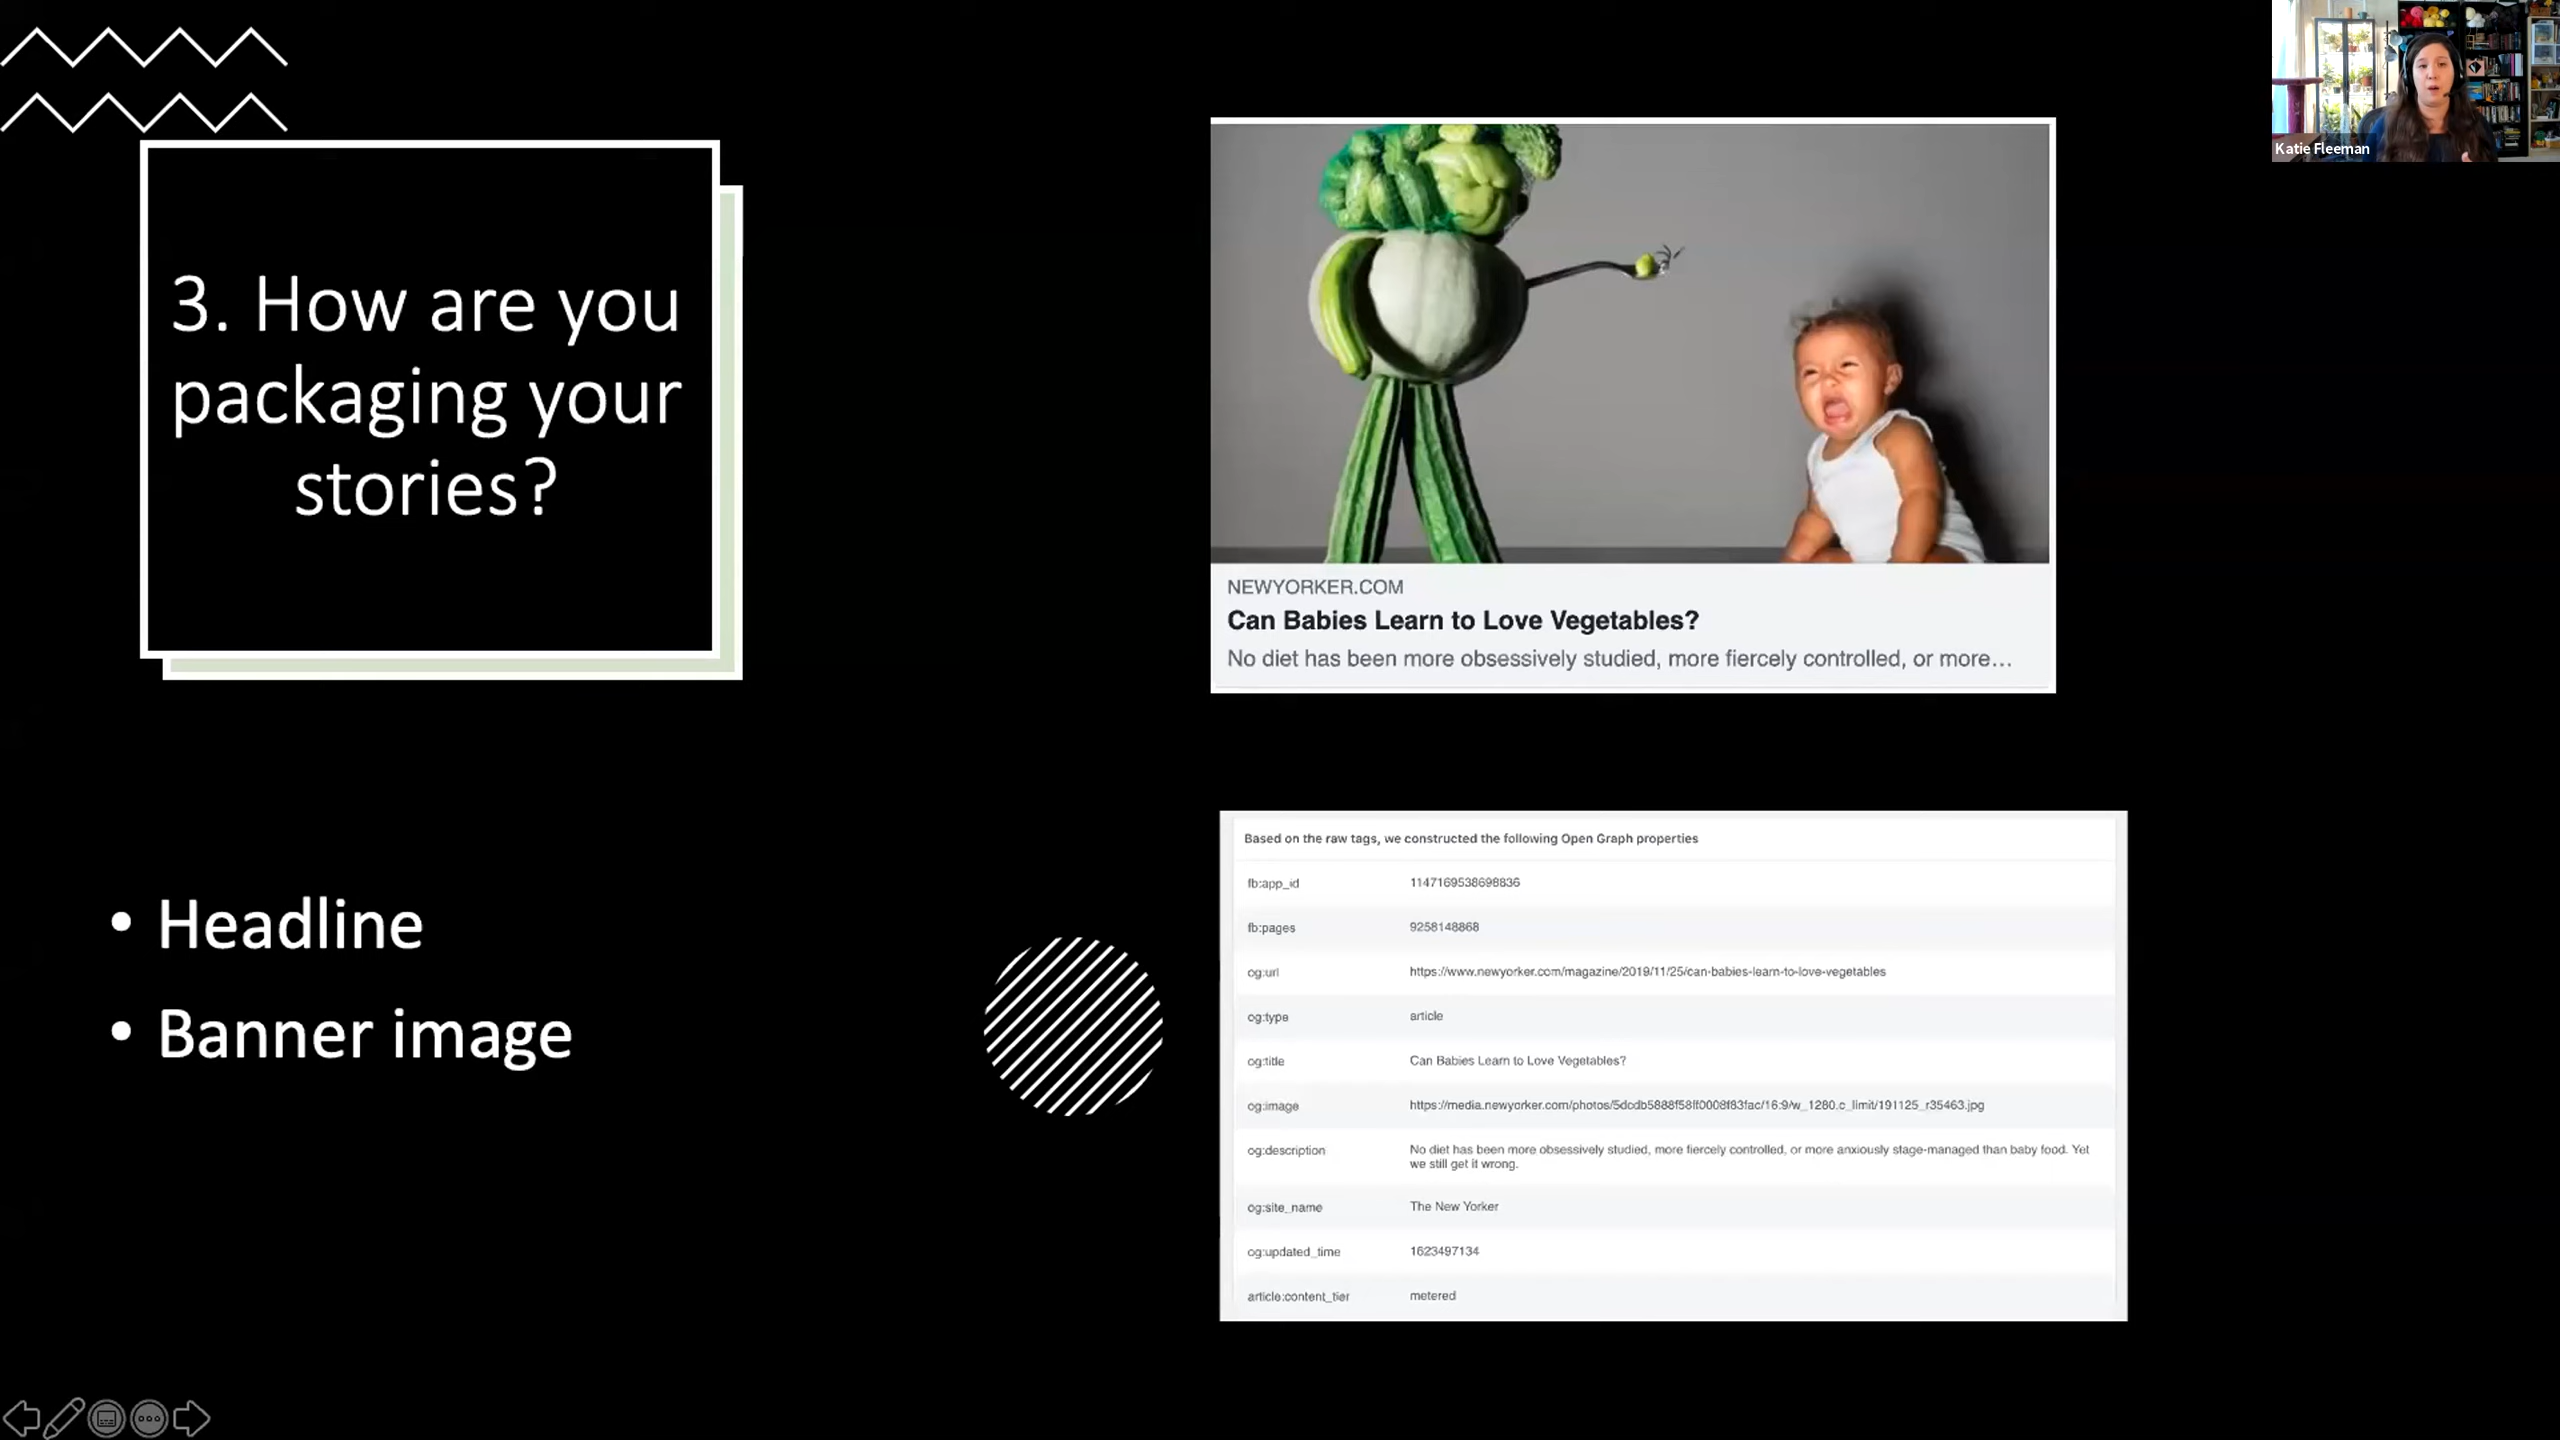 3. How are you
packaging your
stories?
• Headline
• Banner image
NEWYORKER.COM
Can Babies Learn to Love Vegetables?
No diet has been more obsessively studied, more fiercely controlled, or more…
Based on the raw tags, we constructed the following Open Graph properties
fb:app_id 1147169538698836
fb:pages 9258148868
og:url https://www.newyorker.com/magazine/2019/11/25/can-babies-learn-to-love-vegetables
og:type article
og:title Can Babies Learn to Love Vegetables?
og:image https://media.newyorker.com/photos/5dcdb5888f58ff0008f83fac/16:9/w_1280,c_limit/191125_r35463.jpg
og:description No diet has been more obsessively studied, more fiercely controlled, or more anxiously stage-managed than baby food. Yet
we still get it wrong.
og:site_name The New Yorker
og:updated_time 1623497134
article:content_tier metered
Katie Fleeman